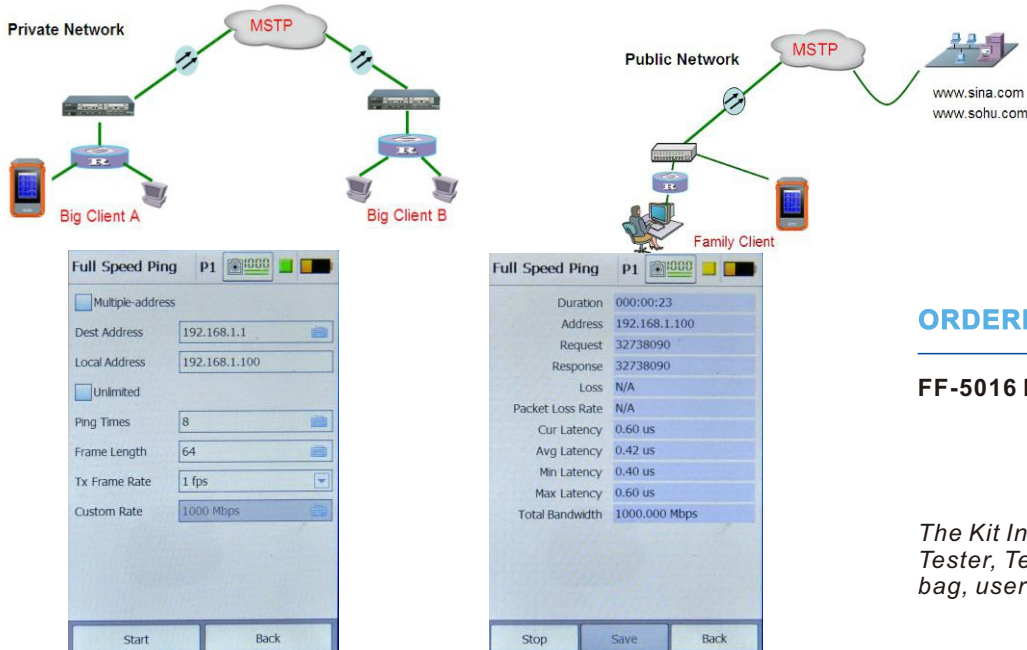 Private Network
MSTP
R
Big Client A
R
Big Client B
Public Network
MSTP
www.sina.com
www.sohu.com
R
Family Client
Full Speed Ping P1 1000
Multiple-address
Dest Address 192.168.1.1
Local Address 192.168.1.100
Unlimited
Ping Times 8
Frame Length 64
Tx Frame Rate 1 fps
Custom Rate 1000 Mbps
Start Back
Full Speed Ping P1 1000
Duration 000:00:23
Address 192.168.1.100
Request 32738090
Response 32738090
Loss N/A
Packet Loss Rate N/A
Cur Latency 0.60 us
Avg Latency 0.42 us
Min Latency 0.40 us
Max Latency 0.60 us
Total Bandwidth 1000.000 Mbps
Stop Save Back
FF-5016
The Kit
Tester,
bag, user